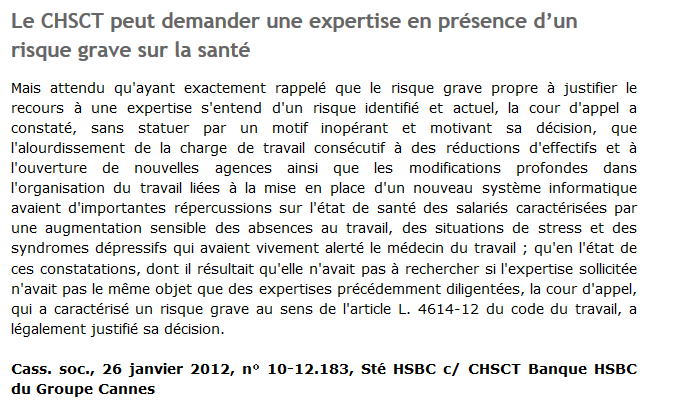 Le CHSCT peut demander une expertise en présence d’un
risque grave sur la santé
Mais attendu qu'ayant exactement rappelé que le risque grave propre à justifier le
recours à une expertise s'entend d'un risque identifié et actuel, la cour d'appel a
constaté, sans statuer par un motif inopérant et motivant sa décision, que
l'alourdissement de la charge de travail consécutif à des réductions d'effectifs et à
l'ouverture de nouvelles agences ainsi que les modifications profondes dans
l'organisation du travail liées à la mise en place d'un nouveau système informatique
avaient d'importantes répercussions sur l'état de santé des salariés caractérisées par
une augmentation sensible des absences au travail, des situations de stress et des
syndromes dépressifs qui avaient vivement alerté le médecin du travail ; qu'en l'état de
ces constatations, dont il résultait qu'elle n'avait pas à rechercher si l'expertise sollicitée
n'avait pas le même objet que des expertises précédemment diligentées, la cour d'appel,
qui a caractérisé un risque grave au sens de l'article L. 4614-12 du code du travail, a
légalement justifié sa décision.
Cass. soc., 26 janvier 2012, n° 10-12.183, Sté HSBC c/ CHSCT Banque HSBC
du Groupe Cannes